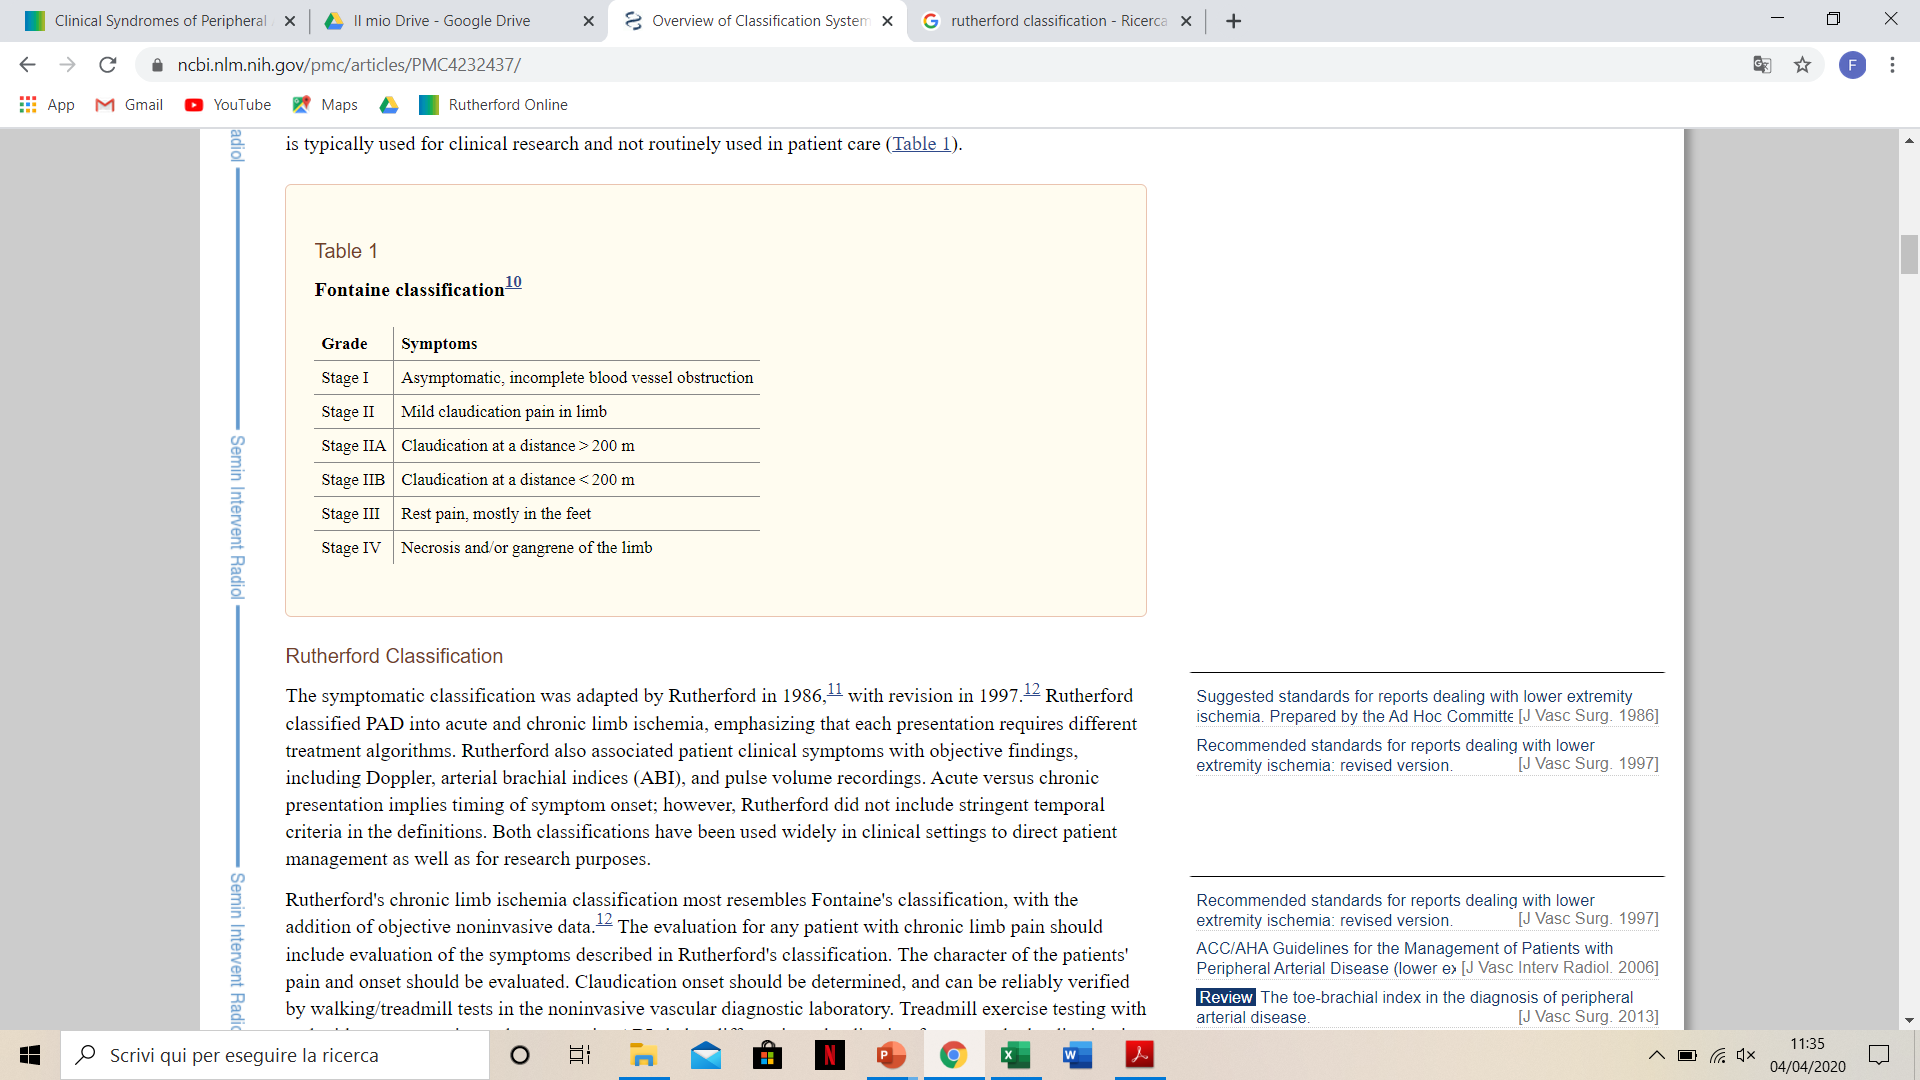 Clinical Syndromes of Peripheral
Il mio Drive - Google Drive
Overview of Classification System
rutherford classification - Ricerca
ncbi.nlm.nih.gov/pmc/articles/PMC4232437/
F
App
Gmail
YouTube
Maps
Rutherford Online
adiol
Semin Intervent Radiol
Semin Intervent Radio
is typically used for clinical research and not routinely used in patient care (Table 1).
Table 1
Fontaine classification10
Grade Symptoms
Stage I Asymptomatic, incomplete blood vessel obstruction
Stage II Mild claudication pain in limb
Stage IIA Claudication at a distance > 200 m
Stage IIB Claudication at a distance < 200 m
Stage III Rest pain, mostly in the feet
Stage IV Necrosis and/or gangrene of the limb
Rutherford Classification
The symptomatic classification was adapted by Rutherford in 1986,11 with revision in 1997.12 Rutherford
classified PAD into acute and chronic limb ischemia, emphasizing that each presentation requires different
treatment algorithms. Rutherford also associated patient clinical symptoms with objective findings,
including Doppler, arterial brachial indices (ABI), and pulse volume recordings. Acute versus chronic
presentation implies timing of symptom onset; however, Rutherford did not include stringent temporal
criteria in the definitions. Both classifications have been used widely in clinical settings to direct patient
management as well as for research purposes.
Rutherford's chronic limb ischemia classification most resembles Fontaine's classification, with the
addition of objective noninvasive data.12 The evaluation for any patient with chronic limb pain should
include evaluation of the symptoms described in Rutherford's classification. The character of the patients'
pain and onset should be evaluated. Claudication onset should be determined, and can be reliably verified
by walking/treadmill tests in the noninvasive vascular diagnostic laboratory. Treadmill exercise testing with
Suggested standards for reports dealing with lower extremity
ischemia. Prepared by the Ad Hoc Committe [J Vasc Surg. 1986]
Recommended standards for reports dealing with lower
extremity ischemia: revised version. [J Vasc Surg. 1997]
Recommended standards for reports dealing with lower
extremity ischemia: revised version. [J Vasc Surg. 1997]
ACC/AHA Guidelines for the Management of Patients with
Peripheral Arterial Disease (lower ex [J Vasc Interv Radiol. 2006]
Review The toe-brachial index in the diagnosis of peripheral
arterial disease. [J Vasc Surg. 2013]
Scrivi qui per eseguire la ricerca
11:35
04/04/2020